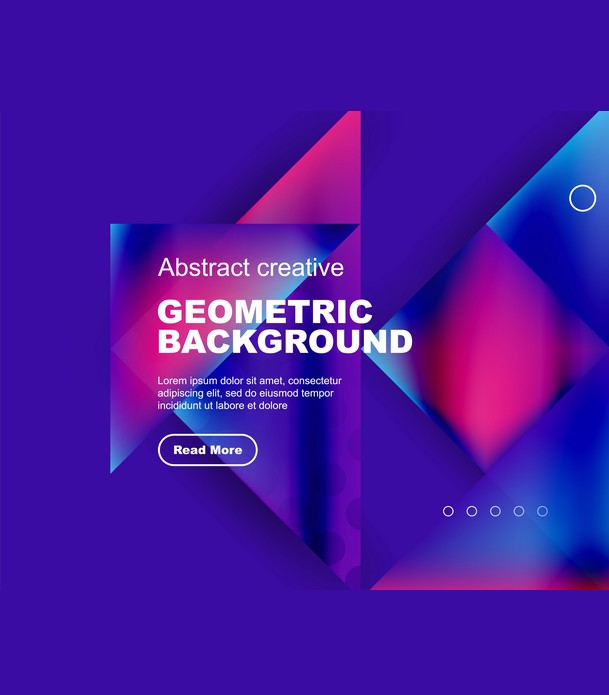 Abstract creative
GEOMETRIC
BACKGROUND
Lorem ipsum dolor sit amet, consectetur
adipiscing elit, sed do eiusmod tempor
incididunt ut labore et dolore
Read More